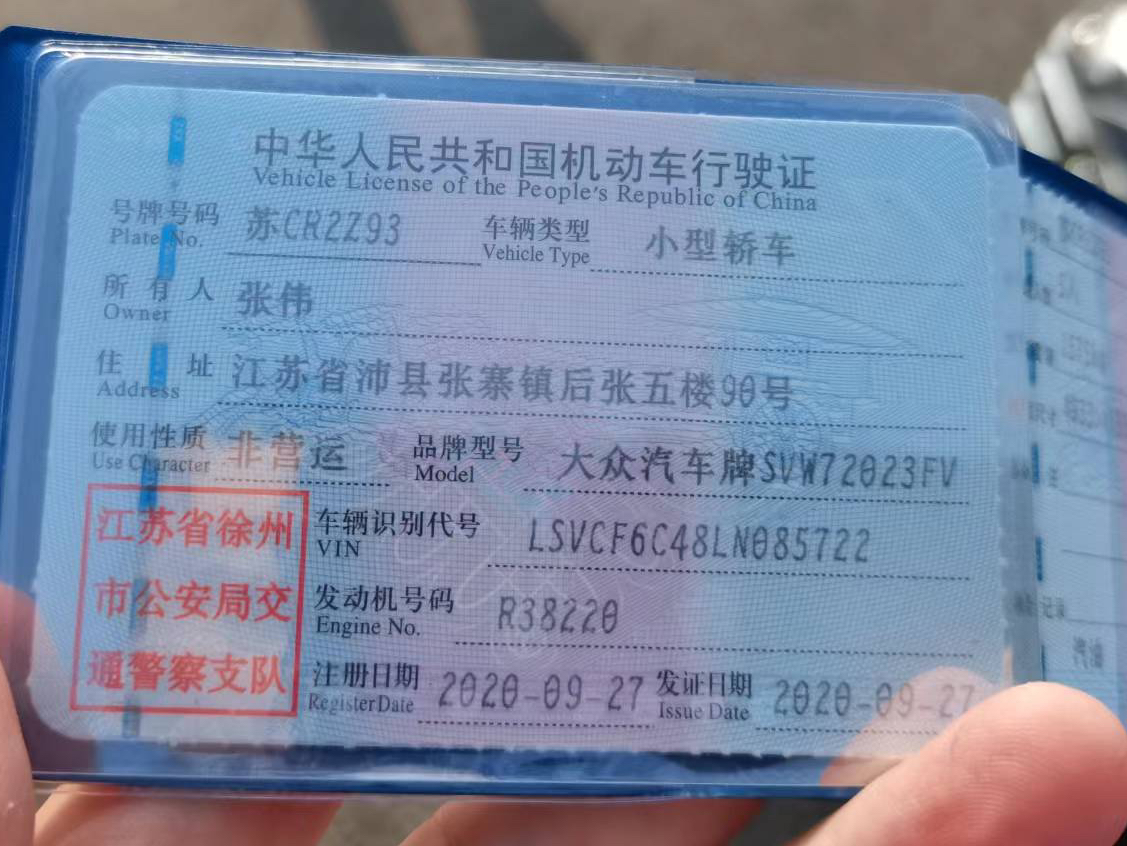 中华人民共和国机动车行驶证
Vehicle License of the People's Republic of China
号牌号码 苏CR2Z93 车辆类型 小型轿车
Plate No. Vehicle Type
所有人 张伟
Owner
住址 江苏省沛县张寨镇后张五楼90号
Address
使用性质 非营运 品牌型号 大众汽车牌SVW72023FV
Use Character Model
江苏省徐州
市公安局交
通警察支队
车辆识别代号 LSVCF6C48LN085722
VIN
发动机号码 R38220
Engine No.
注册日期 2020-09-27 发证日期 2020-09-27
Register Date Issue Date
记录
汽油